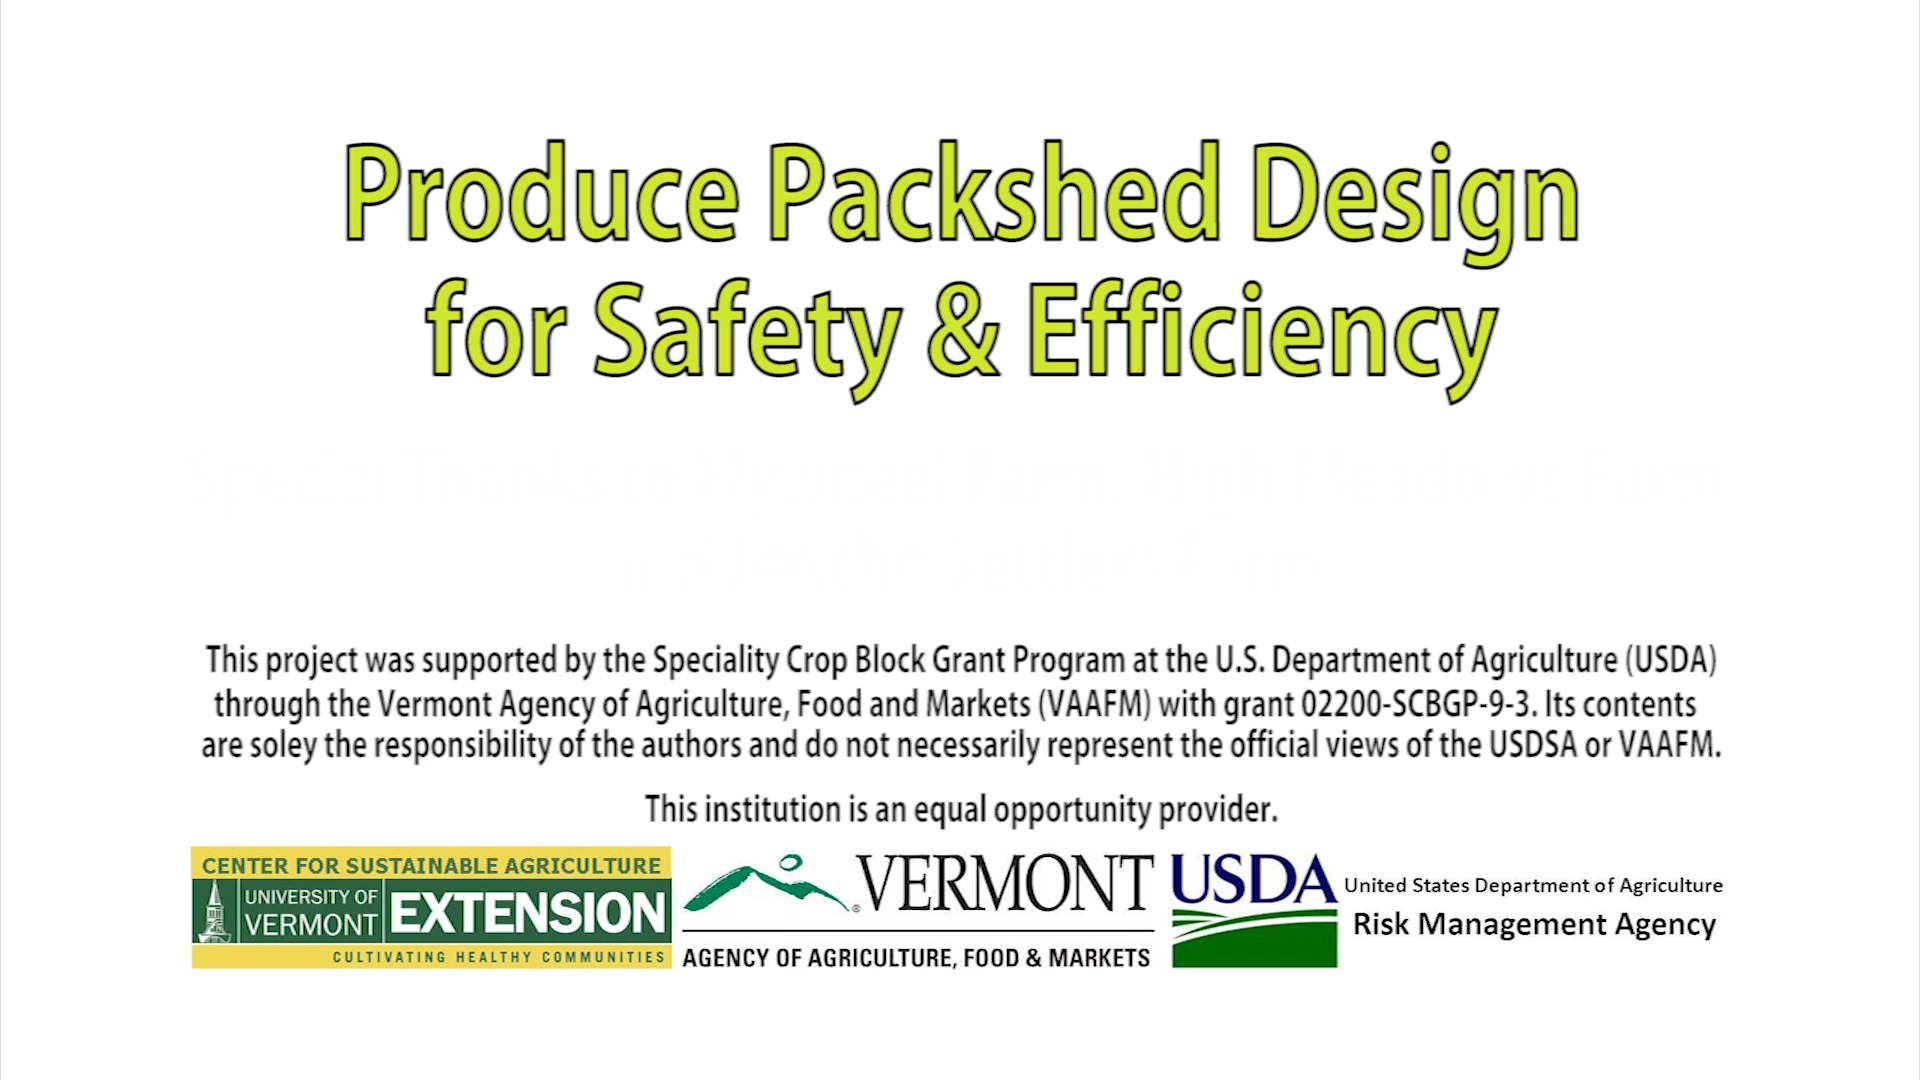 Produce Packshed Design
for Safety & Efficiency
This project was supported by the Speciality Crop Block Grant Program at the U.S. Department of Agriculture (USDA)
through the Vermont Agency of Agriculture, Food and Markets (VAAFM) with grant 02200-SCBGP-9-3. Its contents
are soley the responsibility of the authors and do not necessarily represent the official views of the USDSA or VAAFM.
This institution is an equal opportunity provider.
CENTER FOR SUSTAINABLE AGRICULTURE
UNIVERSITY OF
VERMONT
EXTENSION
CULTIVATING HEALTHY COMMUNITIES
® VERMONT
AGENCY OF AGRICULTURE, FOOD & MARKETS
USDA
United States Department of Agriculture
Risk Management Agency